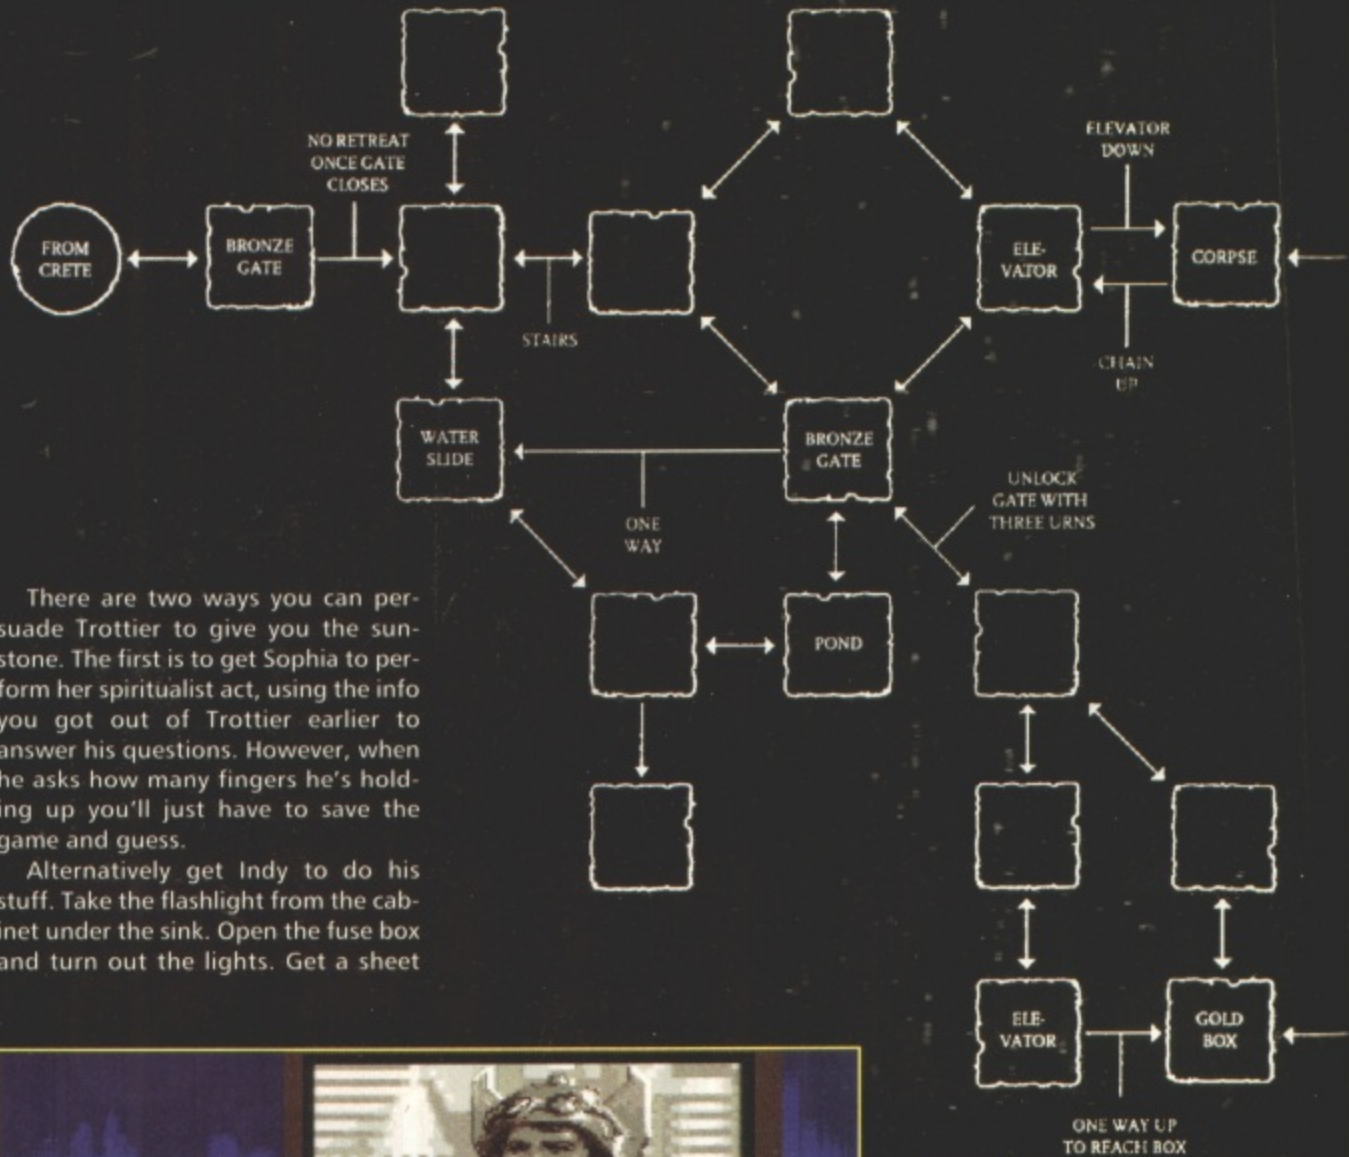 NO RETREAT
ONCE GATE
CLOSES
ELEVATOR
DOWN
FROM
CRETE
BRONZE
GATE
ELE-
VATOR
CORPSE
STAIRS
CHAIN
UP
WATER
SLIDE
BRONZE
GATE
ONE
WAY
UNLOCK
GATE WITH
THREE URNS
POND
There are two ways you can per-
suade Trottier to give you the sun-
stone. The first is to get Sophia to per-
form her spiritualist act, using the info
you got out of Trottier earlier to
answer his questions. However, when
he asks how many fingers he's hold-
ing up you'll just have to save the
game and guess.
Alternatively get Indy to do his
stuff. Take the flashlight from the cab-
inet under the sink. Open the fuse box
and turn out the lights. Get a sheet
ELE-
VATOR
GOLD
BOX
ONE WAY UP
TO REACH BOX